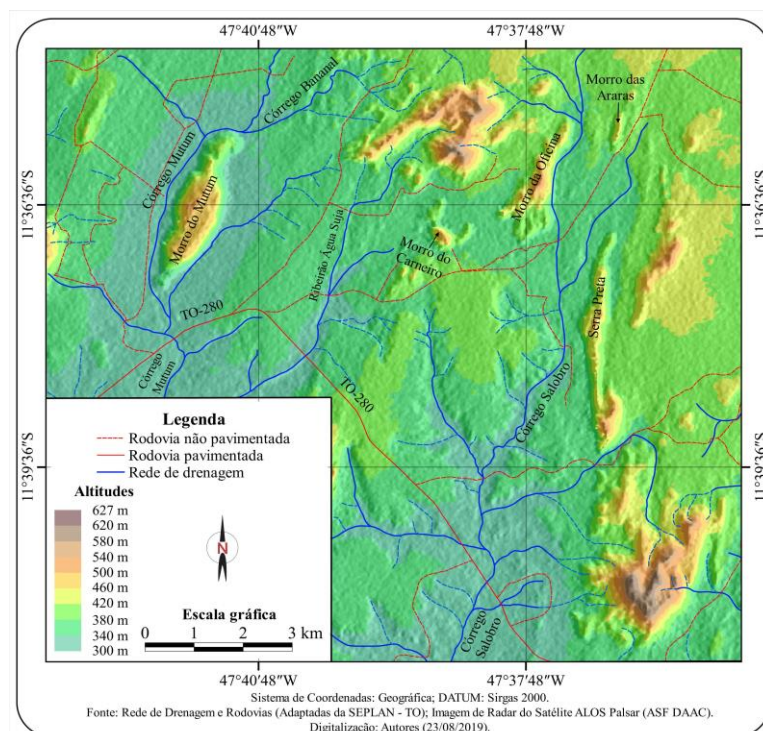 47°40'48"W
47°37'48"W
Córrego Bananal
Morro das
Araras
Córrego Mutum
Morro do Mutum
Morro da Oficina
11°36'36"S
11°36'36"S
Ribeirão Água Suja
Morro do
Carneiro
TO-280
Serra Preta
Córrego
Mutum
TO-280
Córrego Salobro
11°39'36"S
11°39'36"S
Legenda
Rodovia não pavimentada
Rodovia pavimentada
Rede de drenagem
Altitudes
627 m
620 m
580 m
540 m
500 m
460 m
420 m
380 m
340 m
300 m
N
Escala gráfica
0 1 2 3 km
Córrego
Salobro
47°40'48"W
47°37'48"W
Sistema de Coordenadas: Geográfica; DATUM: Sirgas 2000.
Fonte: Rede de Drenagem e Rodovias (Adaptadas da SEPLAN - TO); Imagem de Radar do Satélite ALOS Palsar (ASF DAAC).
Digitalização: Autores (23/08/2019).